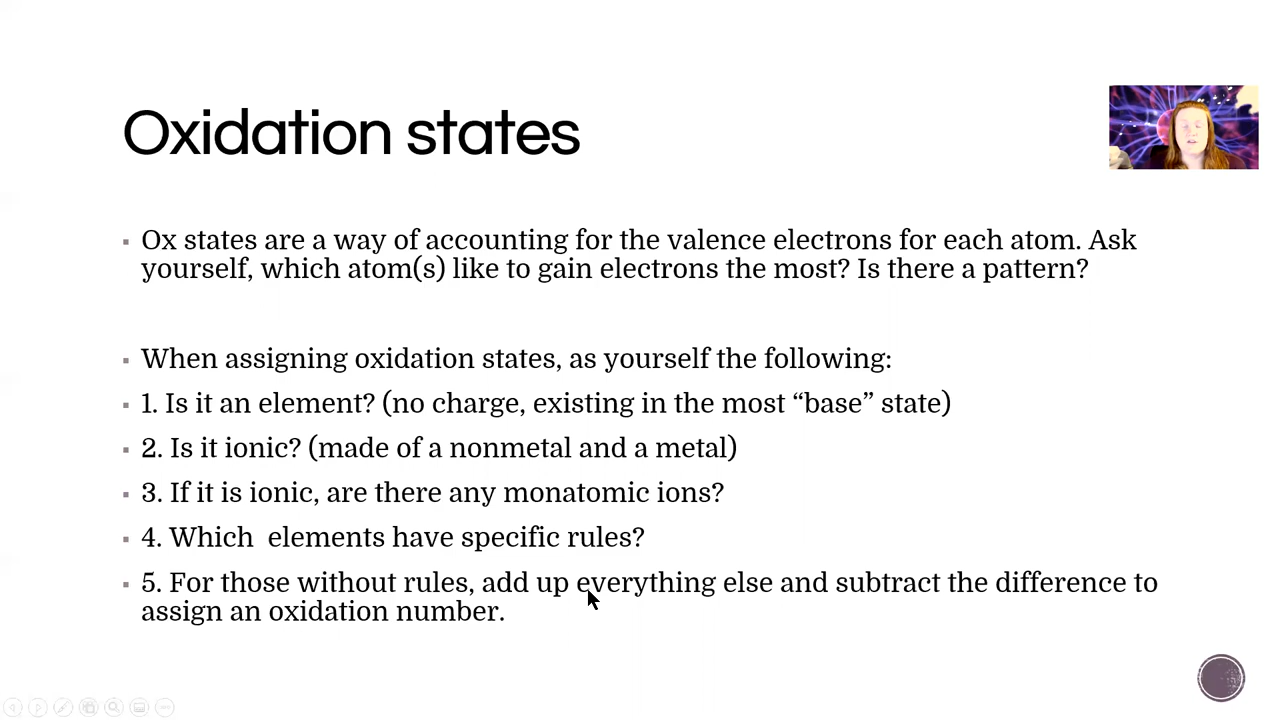 Oxidation states
▪ Ox states are a way of accounting for the valence electrons for each atom. Ask
yourself, which atom(s) like to gain electrons the most? Is there a pattern?
▪ When assigning oxidation states, as yourself the following:
▪ 1. Is it an element? (no charge, existing in the most “base” state)
▪ 2. Is it ionic? (made of a nonmetal and a metal)
▪ 3. If it is ionic, are there any monatomic ions?
▪ 4. Which  elements have specific rules?
▪ 5. For those without rules, add up everything else and subtract the difference to
assign an oxidation number.